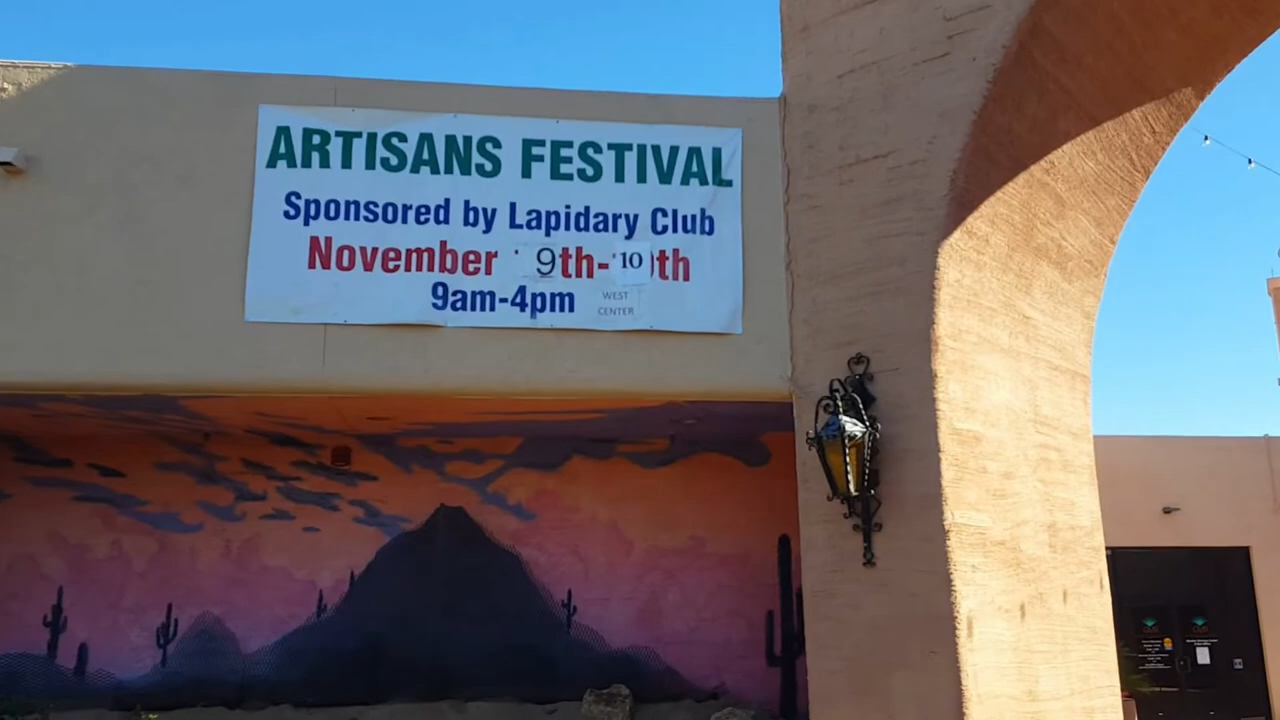 ARTISANS FESTIVAL
Sponsored by Lapidary Club
November 9th-10th
9am-4pm
WEST
CENTER